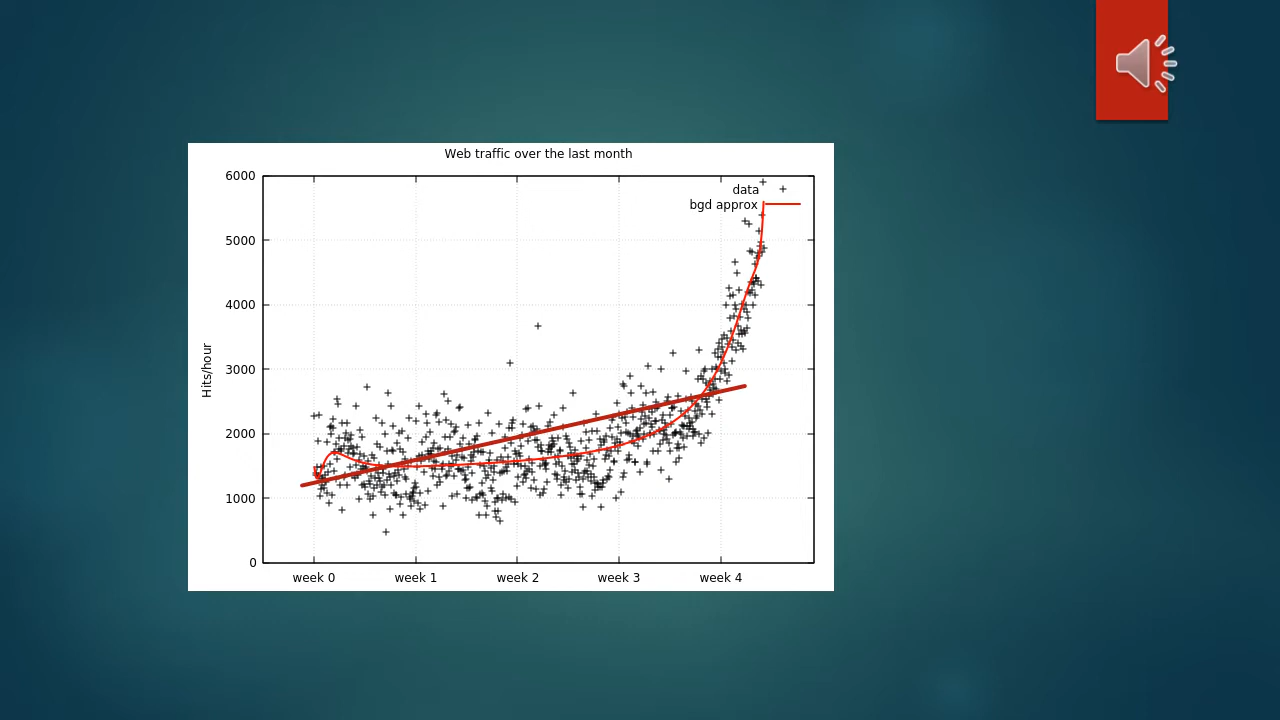 Web traffic over the last month
6000
data
bgd approx
5000
4000
Hits/hour
3000
2000
1000
0
week 0 week 1 week 2 week 3 week 4